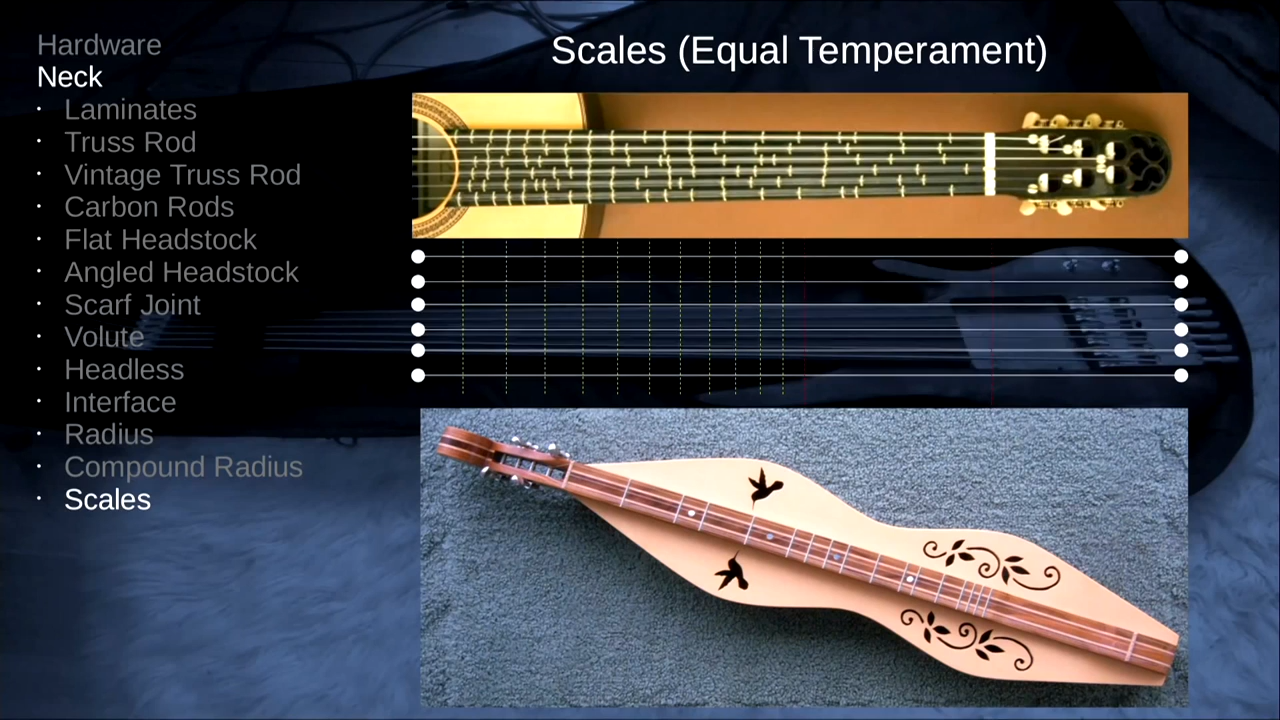 Hardware
Neck
· Laminates
· Truss Rod
· Vintage Truss Rod
· Carbon Rods
· Flat Headstock
· Angled Headstock
· Scarf Joint
· Volute
· Headless
· Interface
· Radius
· Compound Radius
· Scales
Scales (Equal Temperament)